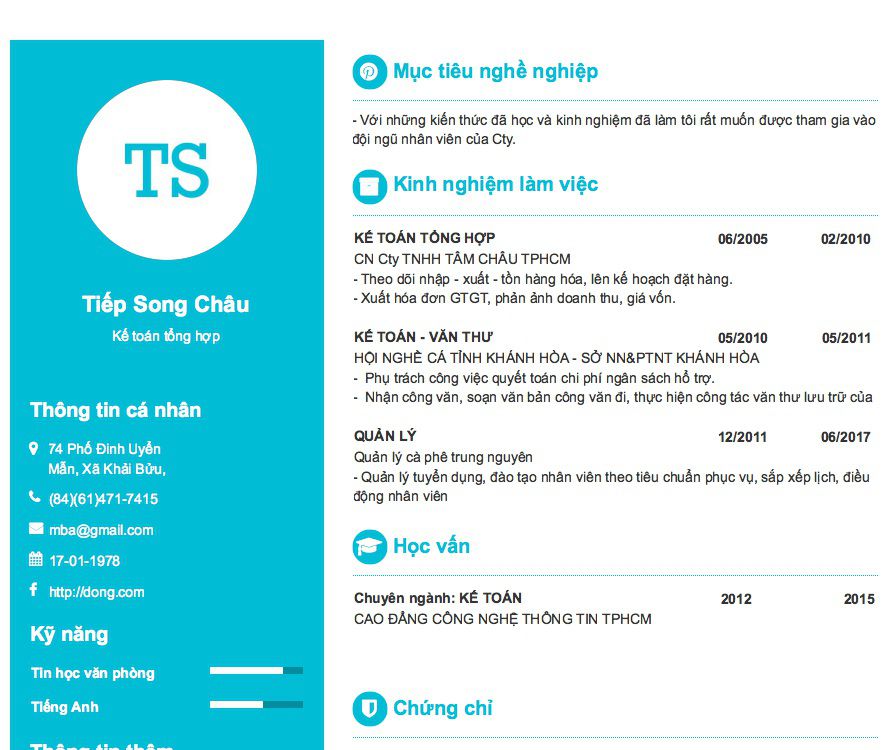 TS
Tiếp Song Châu
Kế toán tổng hợp
Thông tin cá nhân
74 Phố Đinh Uyển
Mẫn, Xã Khải Bửu,
(84)(61)471-7415
mba@gmail.com
17-01-1978
http://dong.com
Kỹ năng
Tin học văn phòng
Tiếng Anh
Thông tin thêm
Mục tiêu nghề nghiệp
- Với những kiến thức đã học và kinh nghiệm đã làm tôi rất muốn được tham gia vào
đội ngũ nhân viên của Cty.
Kinh nghiệm làm việc
KẾ TOÁN TỔNG HỢP 06/2005 02/2010
CN Cty TNHH TÂM CHÂU TPHCM
- Theo dõi nhập - xuất - tồn hàng hóa, lên kế hoạch đặt hàng.
- Xuất hóa đơn GTGT, phản ảnh doanh thu, giá vốn.
KẾ TOÁN - VĂN THƯ 05/2010 05/2011
HỘI NGHỀ CÁ TỈNH KHÁNH HÒA - SỞ NN&PTNT KHÁNH HÒA
- Phụ trách công việc quyết toán chi phí ngân sách hổ trợ.
- Nhận công văn, soạn văn bản công văn đi, thực hiện công tác văn thư lưu trữ của
QUẢN LÝ 12/2011 06/2017
Quản lý cà phê trung nguyên
- Quản lý tuyển dụng, đào tạo nhân viên theo tiêu chuẩn phục vụ, sắp xếp lịch, điều
động nhân viên
Học vấn
Chuyên ngành: KẾ TOÁN 2012 2015
CAO ĐẲNG CÔNG NGHỆ THÔNG TIN TPHCM
Chứng chỉ